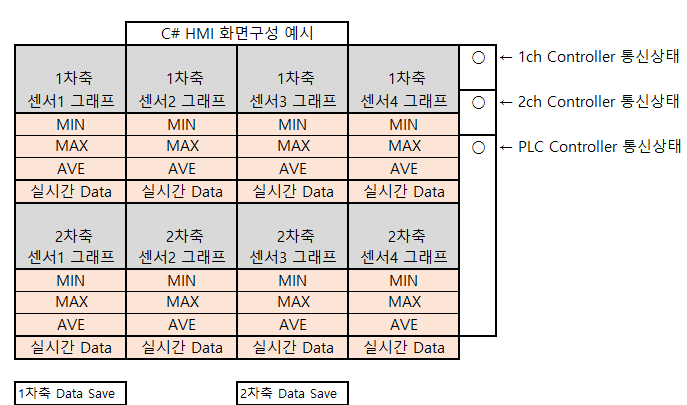 C# HMI 화면구성 예시
1차축 1차축 1차축 1차축
센서1 그래프 센서2 그래프 센서3 그래프 센서4 그래프
○ ← 1ch Controller 통신상태
○ ← 2ch Controller 통신상태
○ ← PLC Controller 통신상태
MIN MIN MIN MIN
MAX MAX MAX MAX
AVE AVE AVE AVE
실시간 Data 실시간 Data 실시간 Data 실시간 Data
2차축 2차축 2차축 2차축
센서1 그래프 센서2 그래프 센서3 그래프 센서4 그래프
MIN MIN MIN MIN
MAX MAX MAX MAX
AVE AVE AVE AVE
실시간 Data 실시간 Data 실시간 Data 실시간 Data
1차축 Data Save 2차축 Data Save